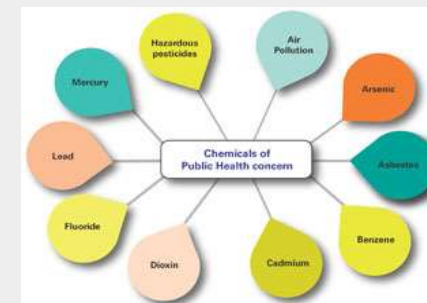 Hazardous
pesticides
Air
Pollution
Mercury
Arsenic
Chemicals of
Public Health concern
Lead
Asbestos
Fluoride
Benzene
Dioxin
Cadmium